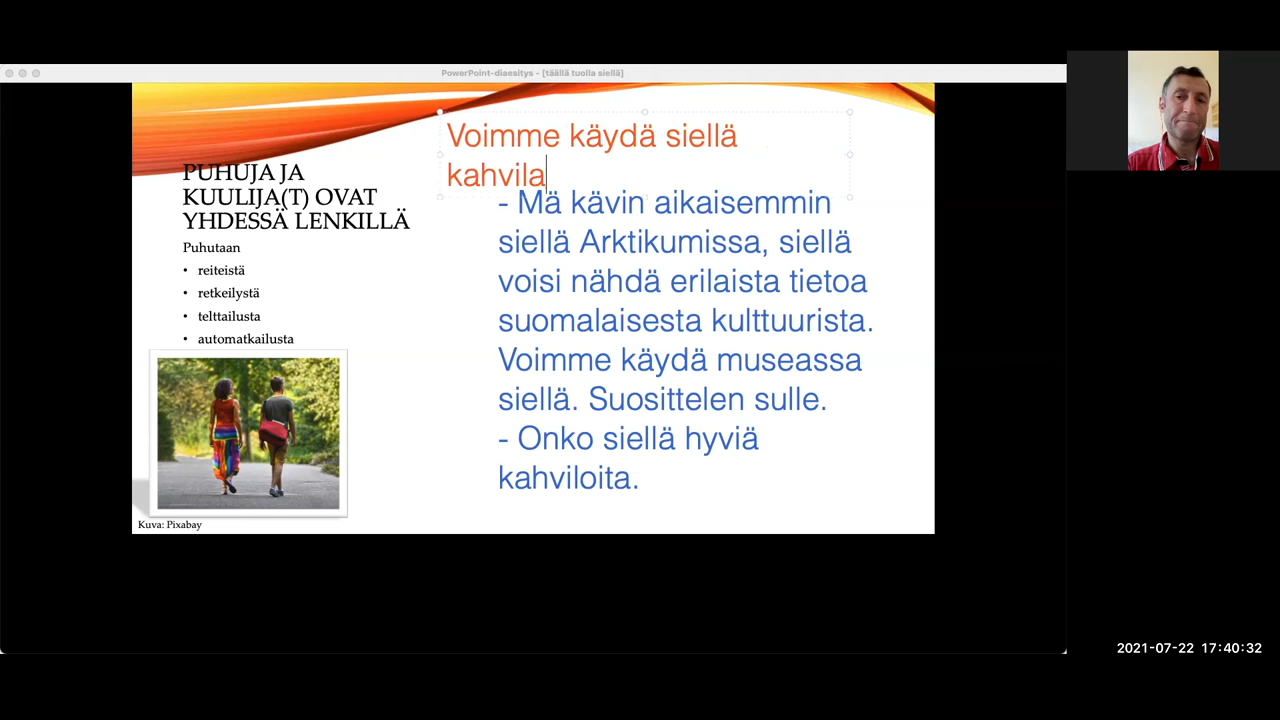 PowerPoint-diaesitys - [täällä tuolla siellä]
Voimme käydä siellä
kahvila
PUHUJA JA
KUULIJA(T) OVAT
YHDESSÄ LENKILLÄ
Puhutaan
• reiteistä
• retkeilystä
• telttailusta
• automatkailusta
- Mä kävin aikaisemmin
siellä Arktikumissa, siellä
voisi nähdä erilaista tietoa
suomalaisesta kulttuurista.
Voimme käydä museassa
siellä. Suosittelen sulle.
- Onko siellä hyviä
kahviloita.
Kuva: Pixabay
2021-07-22 17:40:32